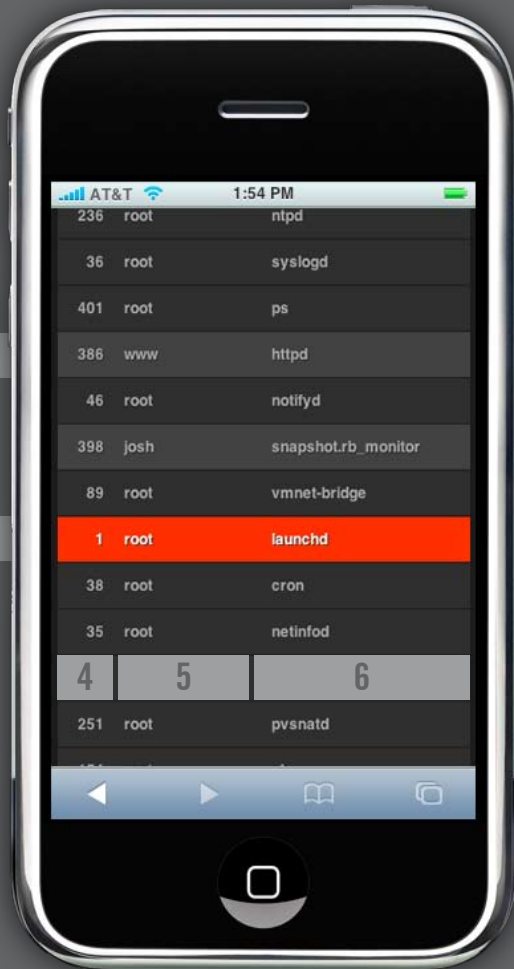 AT&T 1:54 PM
236 root ntpd
36 root syslogd
401 root ps
386 www httpd
46 root notifyd
398 josh snapshot.rb_monitor
89 root vmnet-bridge
1 root launchd
38 root cron
35 root netinfod
4 5 6
251 root pvsnatd